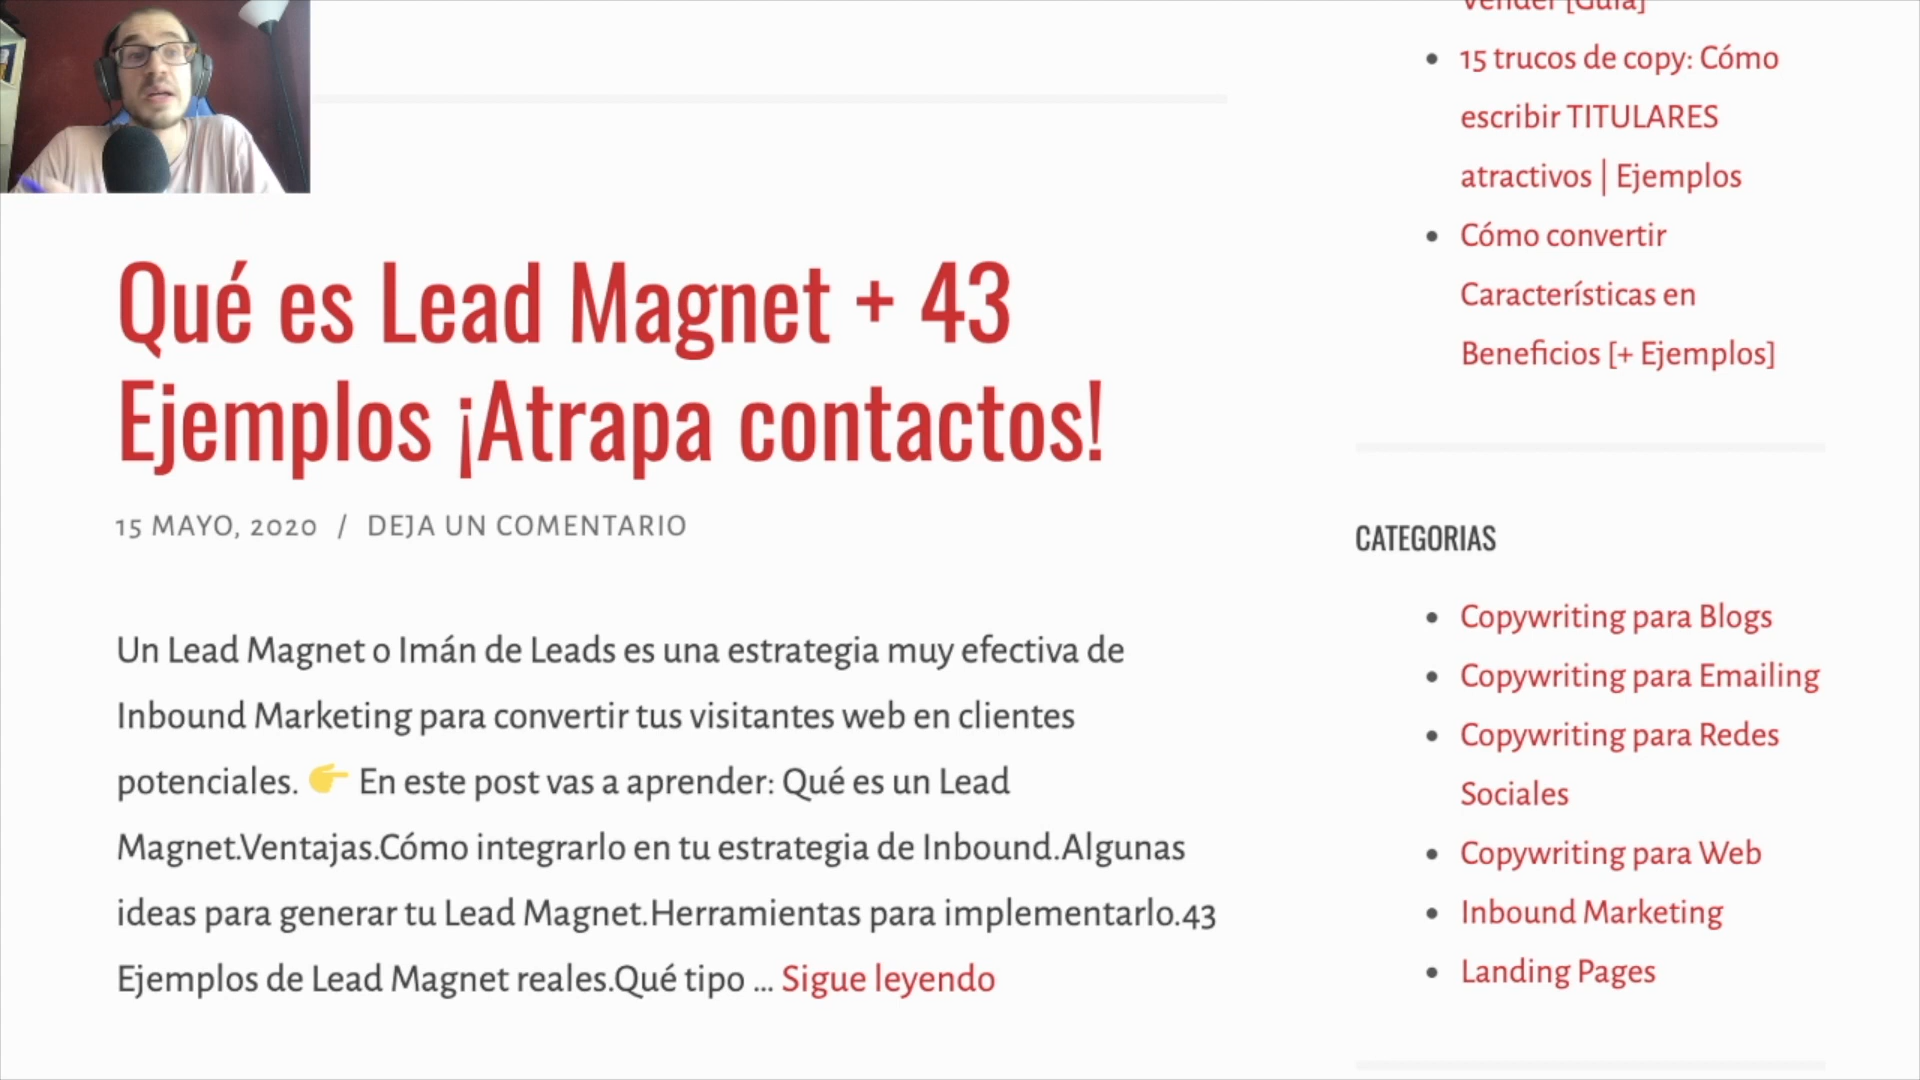 Qué es Lead Magnet + 43
Ejemplos ¡Atrapa contactos!
15 MAYO, 2020 / DEJA UN COMENTARIO
Un Lead Magnet o Imán de Leads es una estrategia muy efectiva de
Inbound Marketing para convertir tus visitantes web en clientes
potenciales. 👉 En este post vas a aprender: Qué es un Lead
Magnet.Ventajas.Cómo integrarlo en tu estrategia de Inbound.Algunas
ideas para generar tu Lead Magnet.Herramientas para implementarlo.43
Ejemplos de Lead Magnet reales.Qué tipo ... Sigue leyendo
Vender [Guía]
15 trucos de copy: Cómo
escribir TITULARES
atractivos | Ejemplos
Cómo convertir
Características en
Beneficios [+ Ejemplos]
CATEGORIAS
Copywriting para Blogs
Copywriting para Emailing
Copywriting para Redes
Sociales
Copywriting para Web
Inbound Marketing
Landing Pages